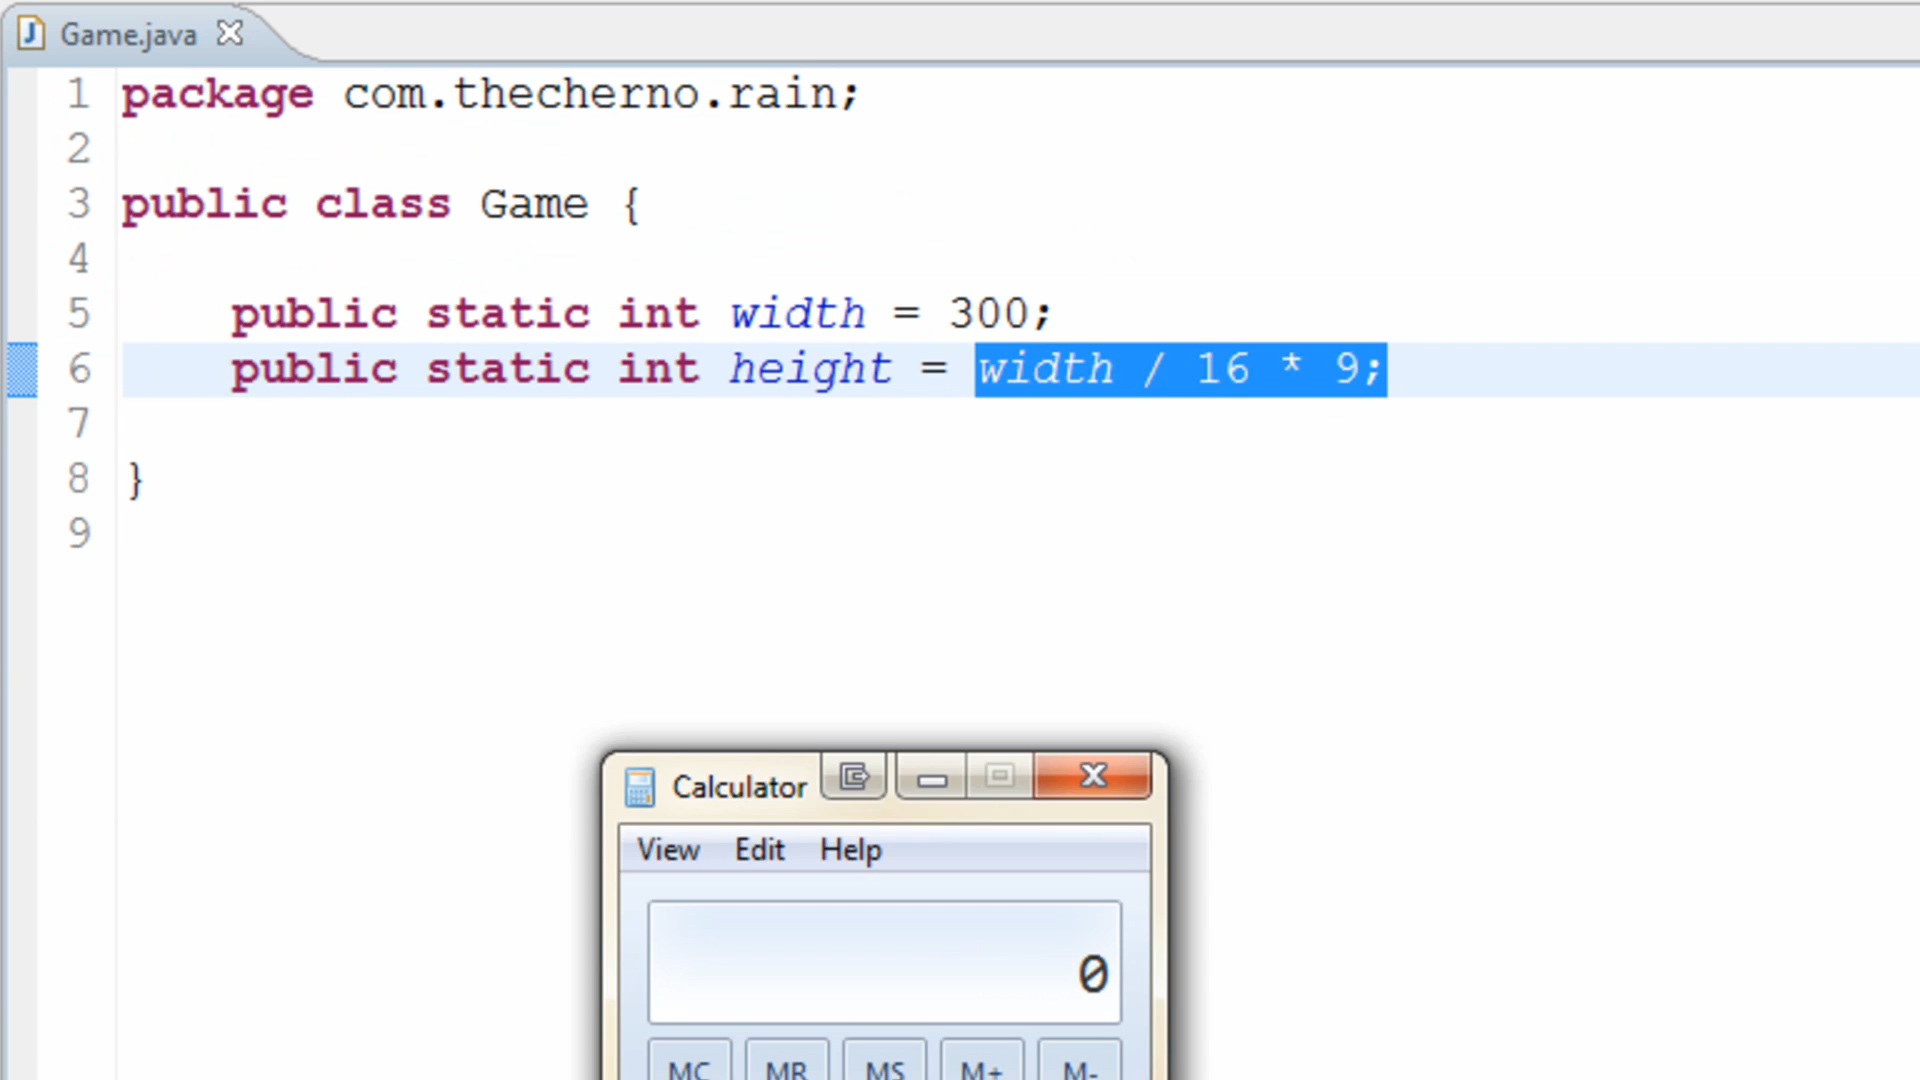 Game.java
1 package com.thecherno.rain;
2
3 public class Game {
4
5 public static int width = 300;
6 public static int height = width / 16 * 9;
7
8 }
9
Calculator
View Edit Help
0
MC MR MS M+ M-